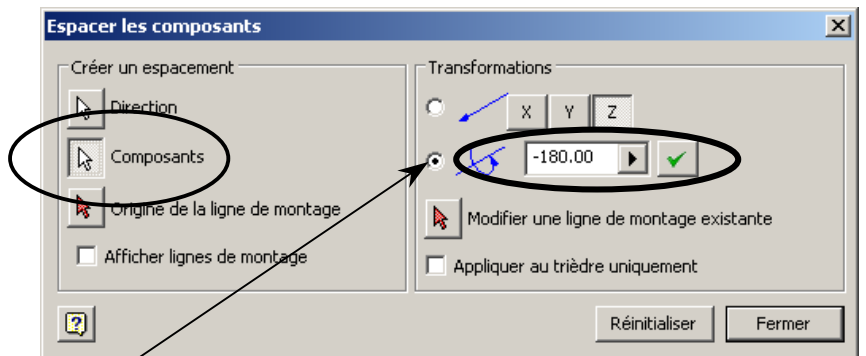 Espacer les composants
Créer un espacement
Direction
Composants
Origine de la ligne de montage
Afficher lignes de montage
Transformations
X Y Z
-180.00
Modifier une ligne de montage existante
Appliquer au trièdre uniquement
Réinitialiser
Fermer